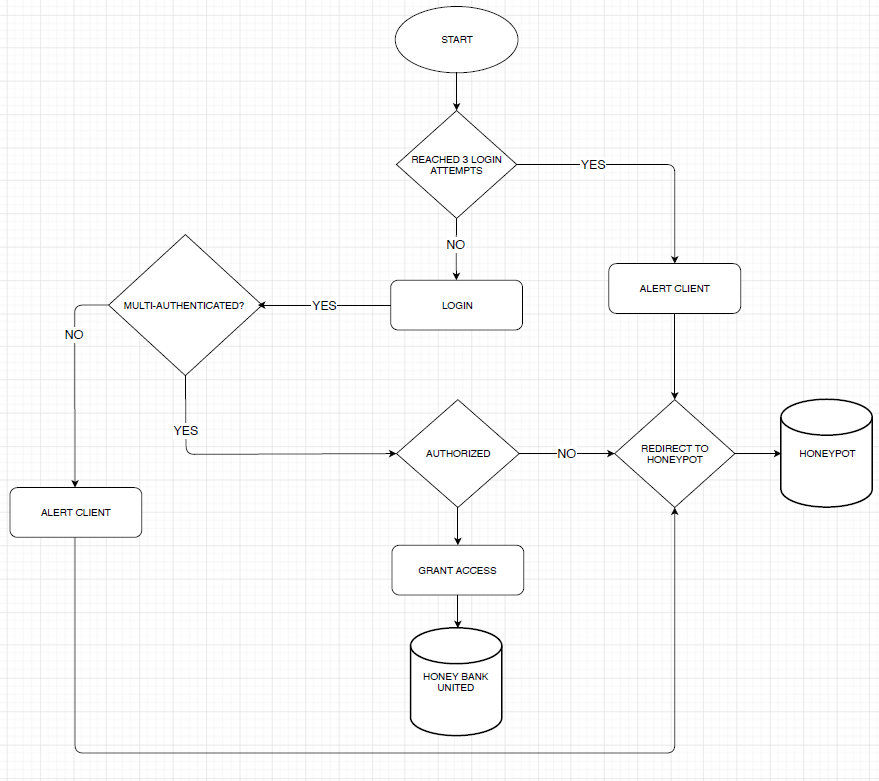 START
REACHED 3 LOGIN
ATTEMPTS
YES
NO
ALERT CLIENT
MULTI-AUTHENTICATED?
YES
LOGIN
NO
YES
AUTHORIZED
NO
REDIRECT TO
HONEYPOT
HONEYPOT
ALERT CLIENT
GRANT ACCESS
HONEY BANK
UNITED